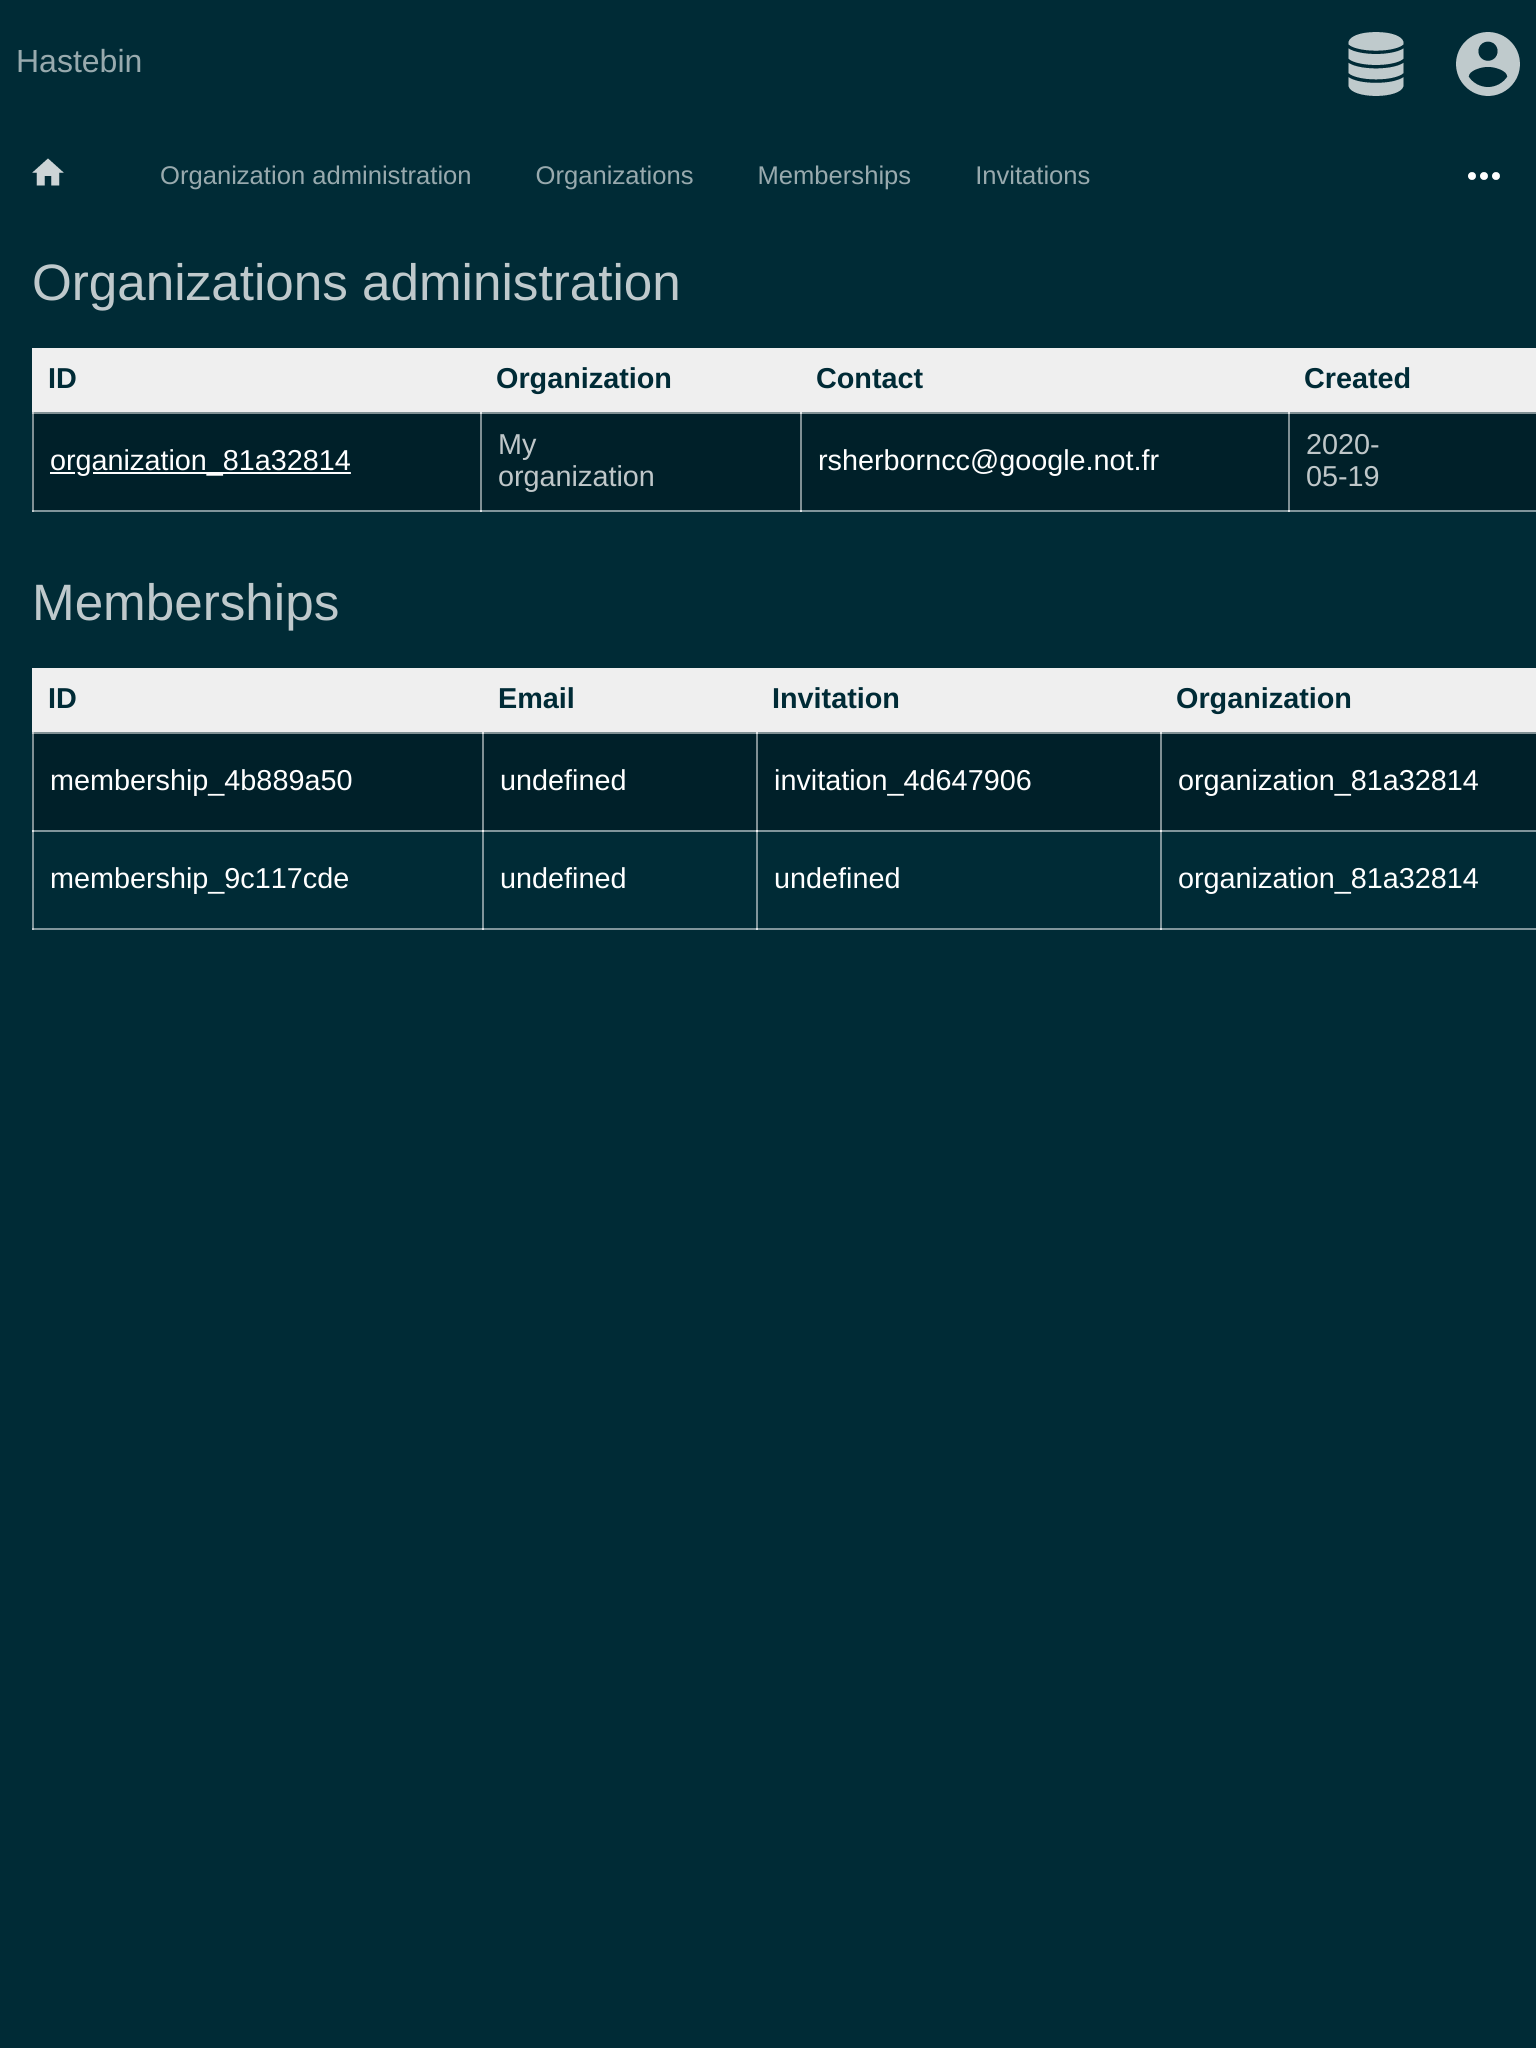 Hastebin
Organization administration Organizations Memberships Invitations
Organizations administration
ID Organization Contact Created
organization_81a32814 My organization rsherborncc@google.not.fr 2020-05-19
Memberships
ID Email Invitation Organization
membership_4b889a50 undefined invitation_4d647906 organization_81a32814
membership_9c117cde undefined undefined organization_81a32814